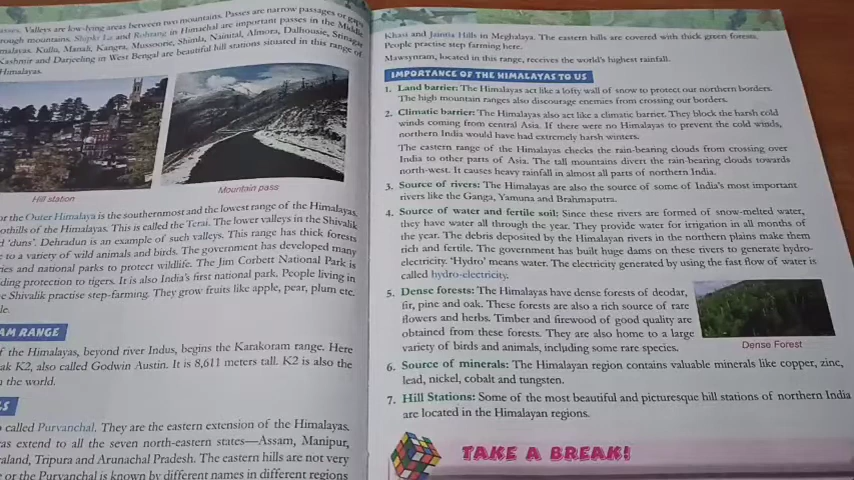 Valleys are low-lying areas between two mountains. Passes are narrow passages or gaps
rough mountains. Shipki La and Rohtang in Himachal are important passes in the Middle
malayas. Kullu, Manali, Kangra, Mussoorie, Shimla, Nainital, Almora, Dalhousie, Srinagar
Kashmir and Darjeeling in West Bengal are beautiful hill stations situated in this range of
Himalayas.
Hill station
Mountain pass
or the Outer Himalaya is the southernmost and the lowest range of the Himalayas.
oothills of the Himalayas. This is called the Terai. The lower valleys in the Shivalik
d 'duns'. Dehradun is an example of such valleys. This range has thick forests
e to a variety of wild animals and birds. The government has developed many
ries and national parks to protect wildlife. The Jim Corbett National Park is
ding protection to tigers. It is also India's first national park. People living in
e Shivalik practise step-farming. They grow fruits like apple, pear, plum etc.
le.
AM RANGE
f the Himalayas, beyond river Indus, begins the Karakoram range. Here
ak K2, also called Godwin Austin. It is 8,611 meters tall. K2 is also the
n the world.
S
o called Purvanchal. They are the eastern extension of the Himalayas.
as extend to all the seven north-eastern states—Assam, Manipur,
aland, Tripura and Arunachal Pradesh. The eastern hills are not very
e or the Purvanchal is known by different names in different regions
Khasi and Jaintia Hills in Meghalaya. The eastern hills are covered with thick green forests.
People practise step farming here.
Mawsynram, located in this range, receives the world's highest rainfall.
IMPORTANCE OF THE HIMALAYAS TO US
1. Land barrier: The Himalayas act like a lofty wall of snow to protect our northern borders.
The high mountain ranges also discourage enemies from crossing our borders.
2. Climatic barrier: The Himalayas also act like a climatic barrier. They block the harsh cold
winds coming from central Asia. If there were no Himalayas to prevent the cold winds,
northern India would have had extremely harsh winters.
The eastern range of the Himalayas checks the rain-bearing clouds from crossing over
India to other parts of Asia. The tall mountains divert the rain-bearing clouds towards
north-west. It causes heavy rainfall in almost all parts of northern India.
3. Source of rivers: The Himalayas are also the source of some of India's most important
rivers like the Ganga, Yamuna and Brahmaputra.
4. Source of water and fertile soil: Since these rivers are formed of snow-melted water,
they have water all through the year. They provide water for irrigation in all months of
the year. The debris deposited by the Himalayan rivers in the northern plains make them
rich and fertile. The government has built huge dams on these rivers to generate hydro-
electricity. 'Hydro' means water. The electricity generated by using the fast flow of water is
called hydro-electricity.
5. Dense forests: The Himalayas have dense forests of deodar,
fir, pine and oak. These forests are also a rich source of rare
flowers and herbs. Timber and firewood of good quality are
obtained from these forests. They are also home to a large
variety of birds and animals, including some rare species.
Dense Forest
6. Source of minerals: The Himalayan region contains valuable minerals like copper, zinc,
lead, nickel, cobalt and tungsten.
7. Hill Stations: Some of the most beautiful and picturesque hill stations of northern India
are located in the Himalayan regions.
TAKE A BREAK!